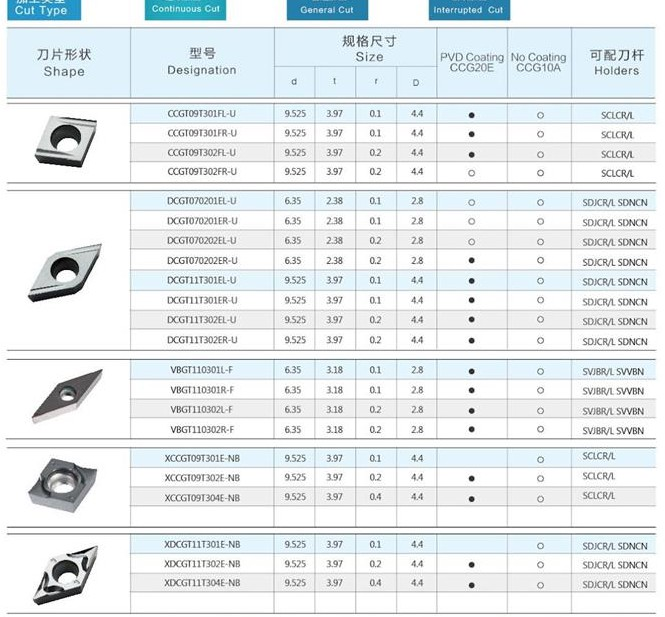 Cut Type
Continuous Cut
General Cut
Interrupted Cut
刀片形状 型号 规格尺寸 可配刀杆
Shape Designation Size PVD Coating CCG20E No Coating CCG10A Holders
d t r D
CCGT09T301FL-U 9.525 3.97 0.1 4.4 ● ○ SCLCR/L
CCGT09T301FR-U 9.525 3.97 0.1 4.4 ● ○ SCLCR/L
CCGT09T302FL-U 9.525 3.97 0.2 4.4 ● ○ SCLCR/L
CCGT09T302FR-U 9.525 3.97 0.2 4.4 ○ ○ SCLCR/L
DCGT070201EL-U 6.35 2.38 0.1 2.8 ○ ○ SDJCR/L SDNCN
DCGT070201ER-U 6.35 2.38 0.1 2.8 ○ ○ SDJCR/L SDNCN
DCGT070202EL-U 6.35 2.38 0.2 2.8 ○ ○ SDJCR/L SDNCN
DCGT070202ER-U 6.35 2.38 0.2 2.8 ● ○ SDJCR/L SDNCN
DCGT11T301EL-U 9.525 3.97 0.1 4.4 ● ○ SDJCR/L SDNCN
DCGT11T301ER-U 9.525 3.97 0.1 4.4 ● ○ SDJCR/L SDNCN
DCGT11T302EL-U 9.525 3.97 0.2 4.4 ● ○ SDJCR/L SDNCN
DCGT11T302ER-U 9.525 3.97 0.2 4.4 ● ○ SDJCR/L SDNCN
VBGT110301L-F 6.35 3.18 0.1 2.8 ● ○ SVJBR/L SVVBN
VBGT110301R-F 6.35 3.18 0.1 2.8 ● ○ SVJBR/L SVVBN
VBGT110302L-F 6.35 3.18 0.2 2.8 ● ○ SVJBR/L SVVBN
VBGT110302R-F 6.35 3.18 0.2 2.8 ● ○ SVJBR/L SVVBN
XCCGT09T301E-NB 9.525 3.97 0.1 4.4 ○ SCLCR/L
XCCGT09T302E-NB 9.525 3.97 0.2 4.4 ● ○ SCLCR/L
XCCGT09T304E-NB 9.525 3.97 0.4 4.4 ● ○ SCLCR/L
XDCGT11T301E-NB 9.525 3.97 0.1 4.4 ○ SDJCR/L SDNCN
XDCGT11T302E-NB 9.525 3.97 0.2 4.4 ● ○ SDJCR/L SDNCN
XDCGT11T304E-NB 9.525 3.97 0.4 4.4 ● ○ SDJCR/L SDNCN